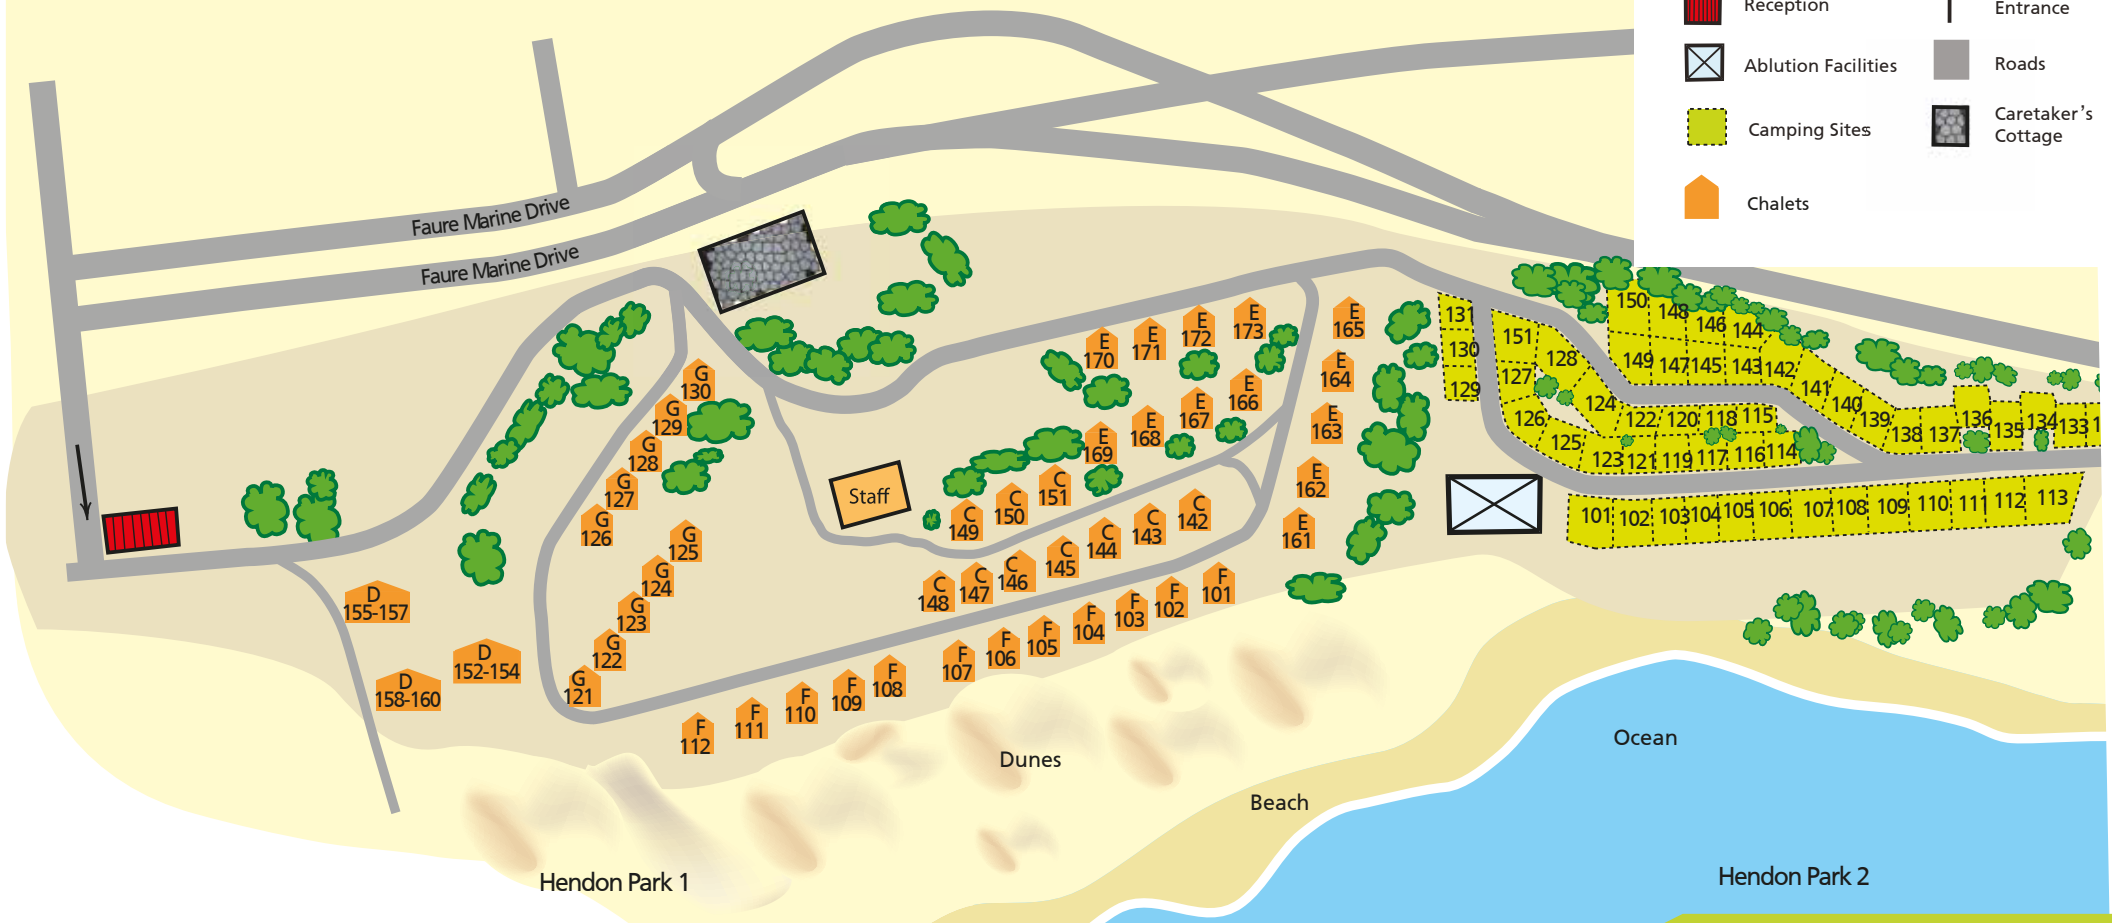 Reception
Entrance
Ablution Facilities
Roads
Camping Sites
Caretaker's
Cottage
Chalets
Faure Marine Drive
Faure Marine Drive
G
130
G
129
G
128
G
127
G
126
G
125
G
124
G
123
G
122
G
121
D
155-157
D
152-154
D
158-160
Staff
E
170
E
171
E
172
E
173
E
165
E
164
E
163
E
162
E
161
E
166
E
167
E
168
E
169
C
151
C
150
C
149
C
142
C
143
C
144
C
145
C
146
C
147
C
148
F
101
F
102
F
103
F
104
F
105
F
106
F
107
F
108
F
109
F
110
F
111
F
112
131
130
129
151
128
127
126
125
124
150
148
146
144
149
147
145
143
142
141
140
139
138
137
136
135
134
133
122
120
118
115
123
121
119
117
116
114
101
102
103
104
105
106
107
108
109
110
111
112
113
Dunes
Beach
Ocean
Hendon Park 1
Hendon Park 2